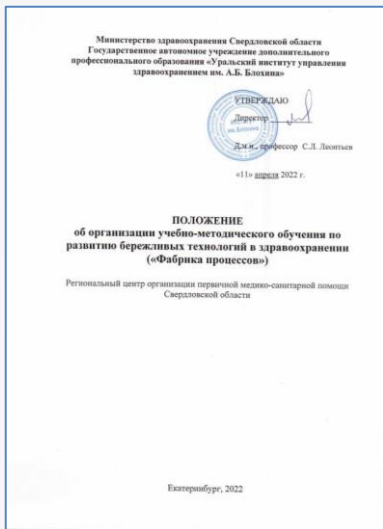 Министерство здравоохранения Свердловской области
Государственное автономное учреждение дополнительного
профессионального образования «Уральский институт управления
здравоохранением им. А.Б. Блохина»
УТВЕРЖДАЮ
Директор
им. Блохина
Д.м.н., профессор С.Л. Леонтьев
«11» апреля 2022 г.
ПОЛОЖЕНИЕ
об организации учебно-методического обучения по
развитию бережливых технологий в здравоохранении
(«Фабрика процессов»)
Региональный центр организации первичной медико-санитарной помощи
Свердловской области
Екатеринбург, 2022